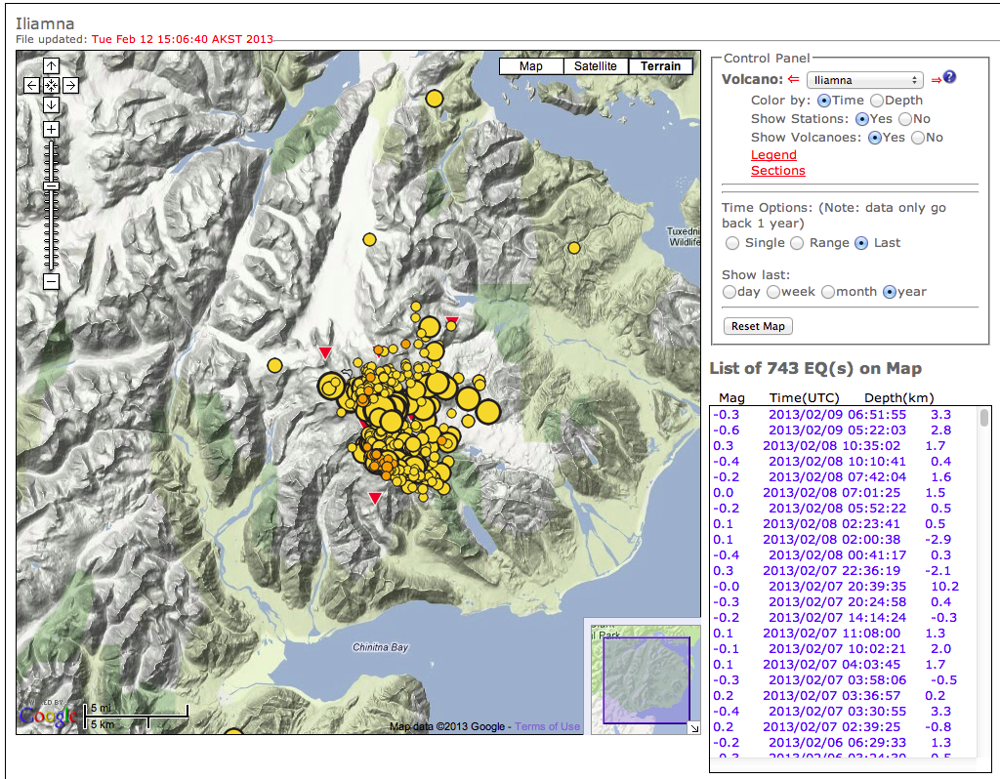 Iliamna
File updated: Tue Feb 12 15:06:40 AKST 2013
Map Satellite Terrain
Tuxedni
Wildlife
Chinitna Bay
5 mi
5 km
POWERED BY
Google
Map data ©2013 Google - Terms of Use
Control Panel
Volcano: ⇐ Iliamna ⇒ ?
Color by: Time Depth
Show Stations: Yes No
Show Volcanoes: Yes No
Legend
Sections
Time Options: (Note: data only go
back 1 year)
Single Range Last
Show last:
day week month year
Reset Map
List of 743 EQ(s) on Map
Mag Time(UTC) Depth(km)
-0.3 2013/02/09 06:51:55 3.3
-0.6 2013/02/09 05:22:03 2.8
0.3 2013/02/08 10:35:02 1.7
-0.4 2013/02/08 10:10:41 0.4
-0.2 2013/02/08 07:42:04 1.6
0.0 2013/02/08 07:01:25 1.5
-0.2 2013/02/08 05:52:22 0.5
0.1 2013/02/08 02:23:41 0.5
0.1 2013/02/08 02:00:38 -2.9
-0.4 2013/02/08 00:41:17 0.3
0.3 2013/02/07 22:36:19 -2.1
-0.0 2013/02/07 20:39:35 10.2
-0.3 2013/02/07 20:24:58 0.4
-0.2 2013/02/07 14:14:24 -0.3
0.1 2013/02/07 11:08:00 1.3
-0.1 2013/02/07 10:02:21 2.0
0.1 2013/02/07 04:03:45 1.7
-0.3 2013/02/07 03:58:06 -0.5
0.2 2013/02/07 03:36:57 0.2
-0.4 2013/02/07 03:30:55 3.3
0.2 2013/02/07 02:39:25 -0.8
-0.2 2013/02/06 06:29:33 1.3